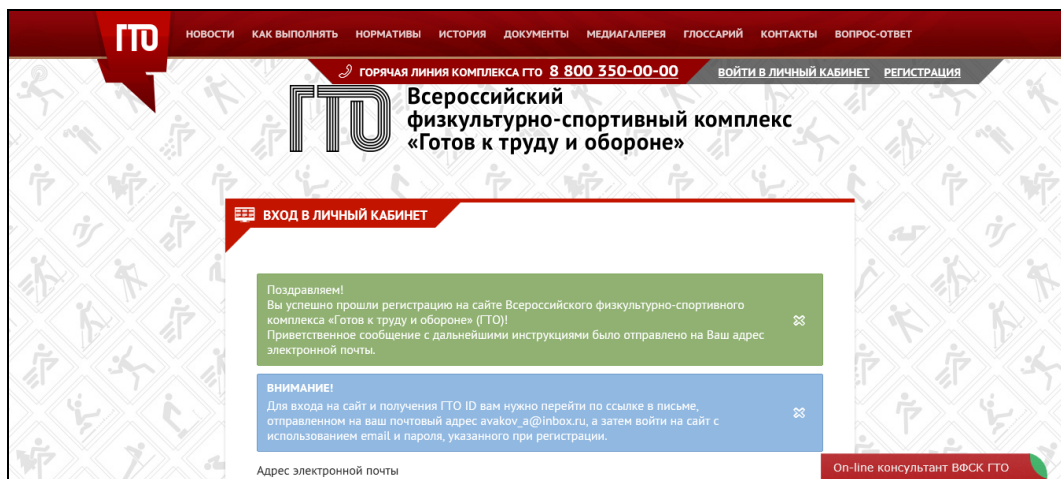 ГТО
НОВОСТИ КАК ВЫПОЛНЯТЬ НОРМАТИВЫ ИСТОРИЯ ДОКУМЕНТЫ МЕДИАГАЛЕРЕЯ ГЛОССАРИЙ КОНТАКТЫ ВОПРОС-ОТВЕТ
ГОРЯЧАЯ ЛИНИЯ КОМПЛЕКСА ГТО 8 800 350-00-00 ВОЙТИ В ЛИЧНЫЙ КАБИНЕТ РЕГИСТРАЦИЯ
ГТО
Всероссийский
физкультурно-спортивный комплекс
«Готов к труду и обороне»
ВХОД В ЛИЧНЫЙ КАБИНЕТ
Поздравляем!
Вы успешно прошли регистрацию на сайте Всероссийского физкультурно-спортивного
комплекса «Готов к труду и обороне» (ГТО)!
Приветственное сообщение с дальнейшими инструкциями было отправлено на Ваш адрес
электронной почты.
ВНИМАНИЕ!
Для входа на сайт и получения ГТО ID вам нужно перейти по ссылке в письме,
отправленном на ваш почтовый адрес avakov_a@inbox.ru, а затем войти на сайт с
использованием email и пароля, указанного при регистрации.
Адрес электронной почты
On-line консультант ВФСК ГТО